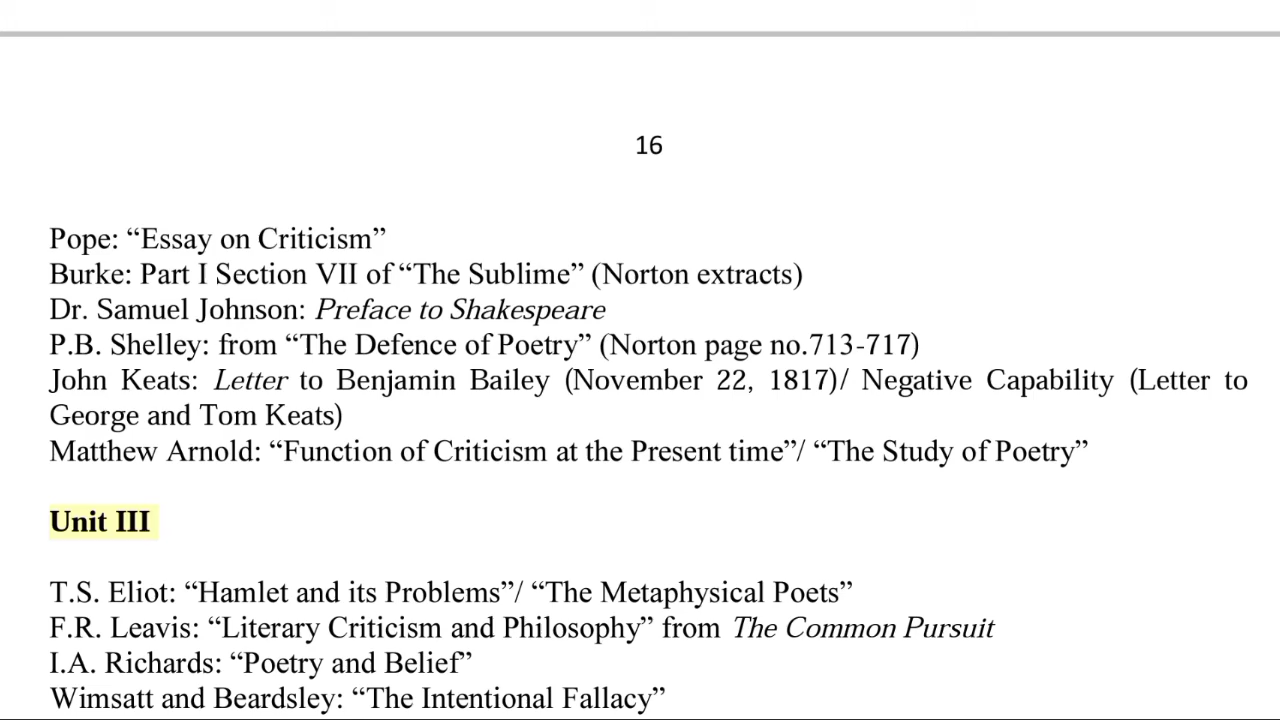 16
Pope: “Essay on Criticism”
Burke: Part I Section VII of “The Sublime” (Norton extracts)
Dr. Samuel Johnson: Preface to Shakespeare
P.B. Shelley: from “The Defence of Poetry” (Norton page no.713-717)
John Keats: Letter to Benjamin Bailey (November 22, 1817)/ Negative Capability (Letter to
George and Tom Keats)
Matthew Arnold: “Function of Criticism at the Present time”/ “The Study of Poetry”
Unit III
T.S. Eliot: “Hamlet and its Problems”/ “The Metaphysical Poets”
F.R. Leavis: “Literary Criticism and Philosophy” from The Common Pursuit
I.A. Richards: “Poetry and Belief”
Wimsatt and Beardsley: “The Intentional Fallacy”